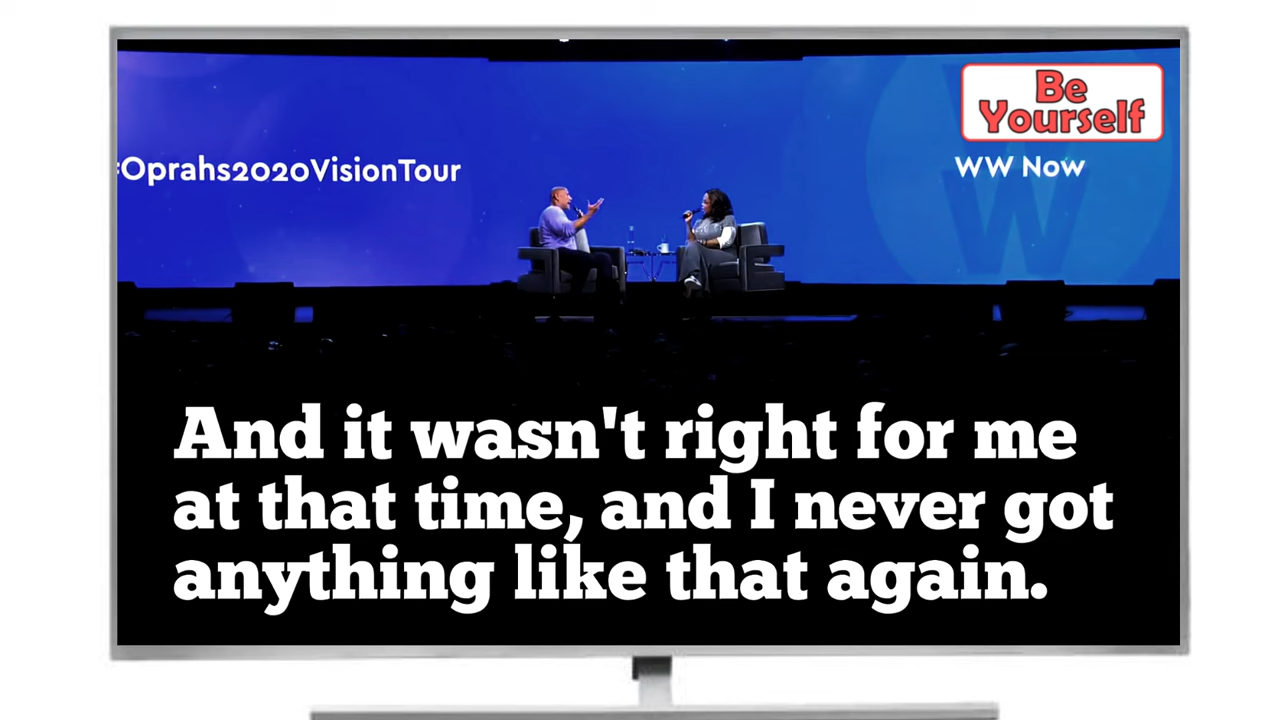 Be
Yourself
#Oprahs2020VisionTour
WW Now
And it wasn't right for me
at that time, and I never got
anything like that again.